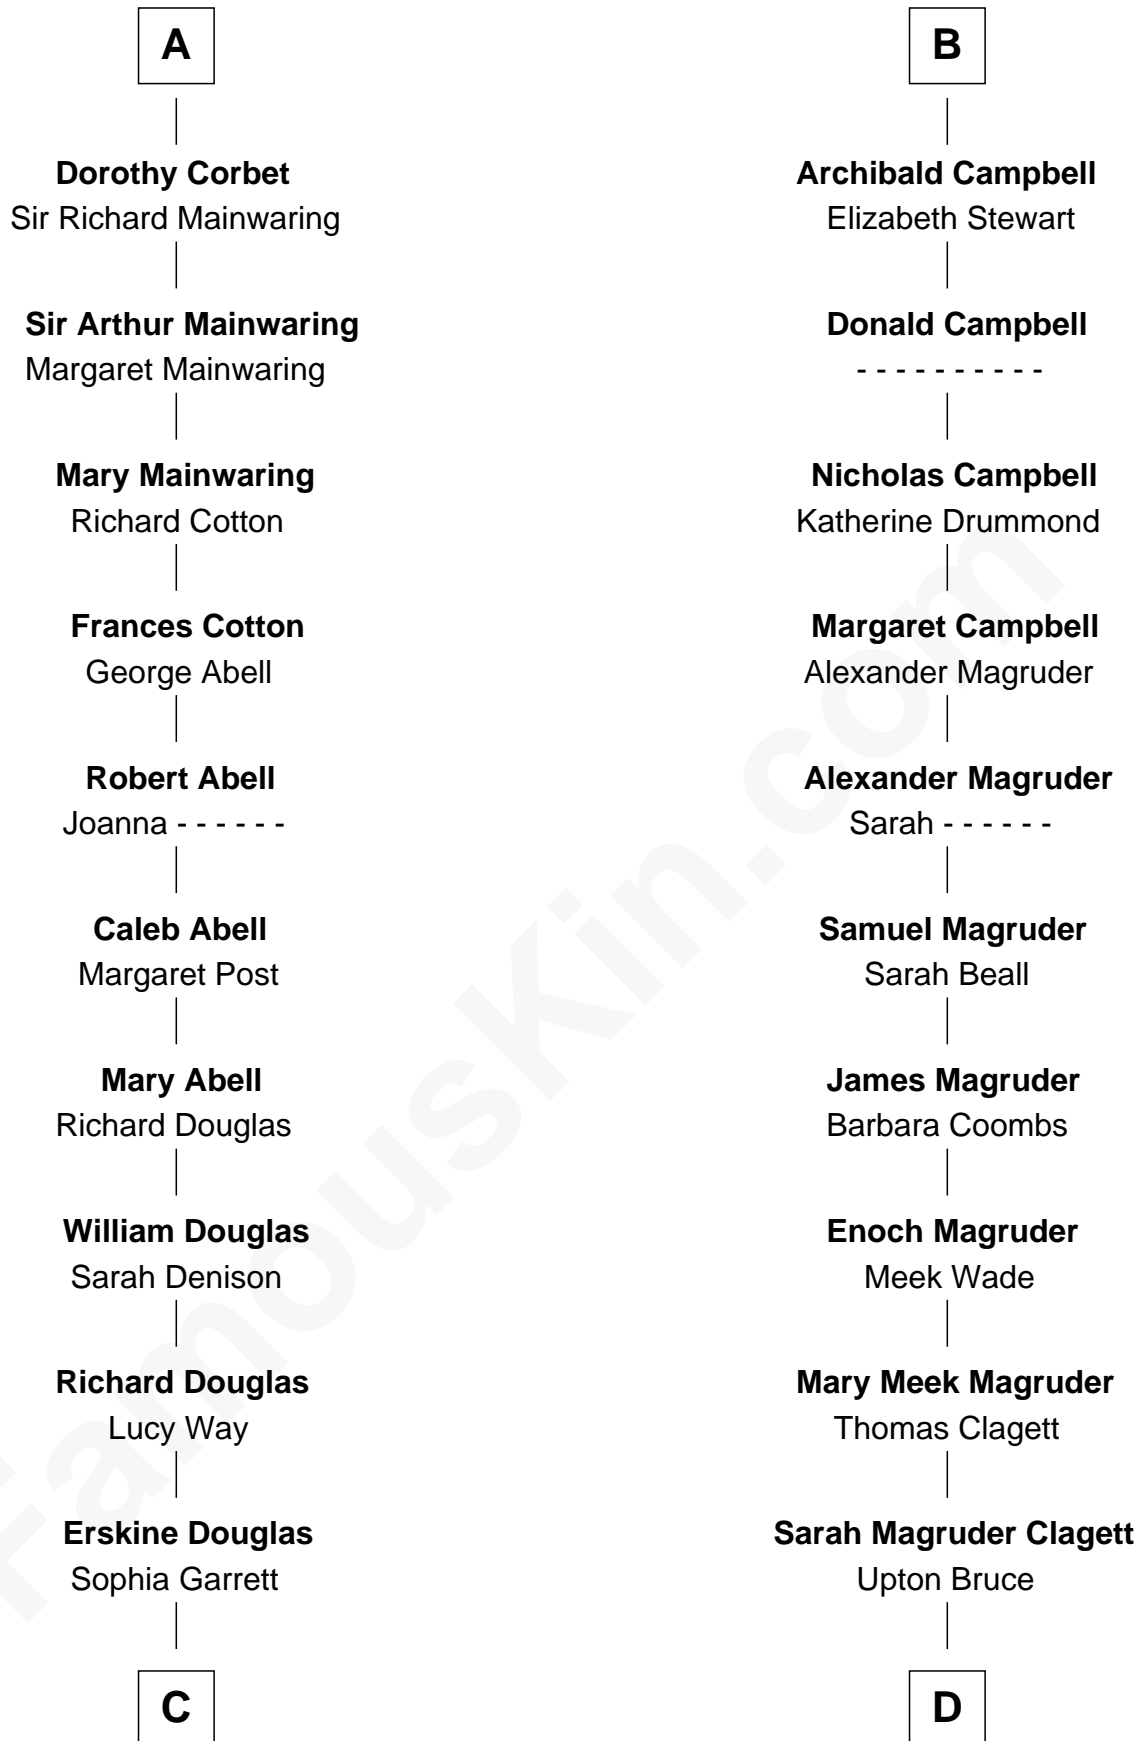 A
Dorothy Corbet
Sir Richard Mainwaring
Sir Arthur Mainwaring
Margaret Mainwaring
Mary Mainwaring
Richard Cotton
Frances Cotton
George Abell
Robert Abell
Joanna - - - - - -
Caleb Abell
Margaret Post
Mary Abell
Richard Douglas
William Douglas
Sarah Denison
Richard Douglas
Lucy Way
Erskine Douglas
Sophia Garrett
C
B
Archibald Campbell
Elizabeth Stewart
Donald Campbell
- - - - - - - - - -
Nicholas Campbell
Katherine Drummond
Margaret Campbell
Alexander Magruder
Alexander Magruder
Sarah - - - - - -
Samuel Magruder
Sarah Beall
James Magruder
Barbara Coombs
Enoch Magruder
Meek Wade
Mary Meek Magruder
Thomas Clagett
Sarah Magruder Clagett
Upton Bruce
D
FamousKin.com